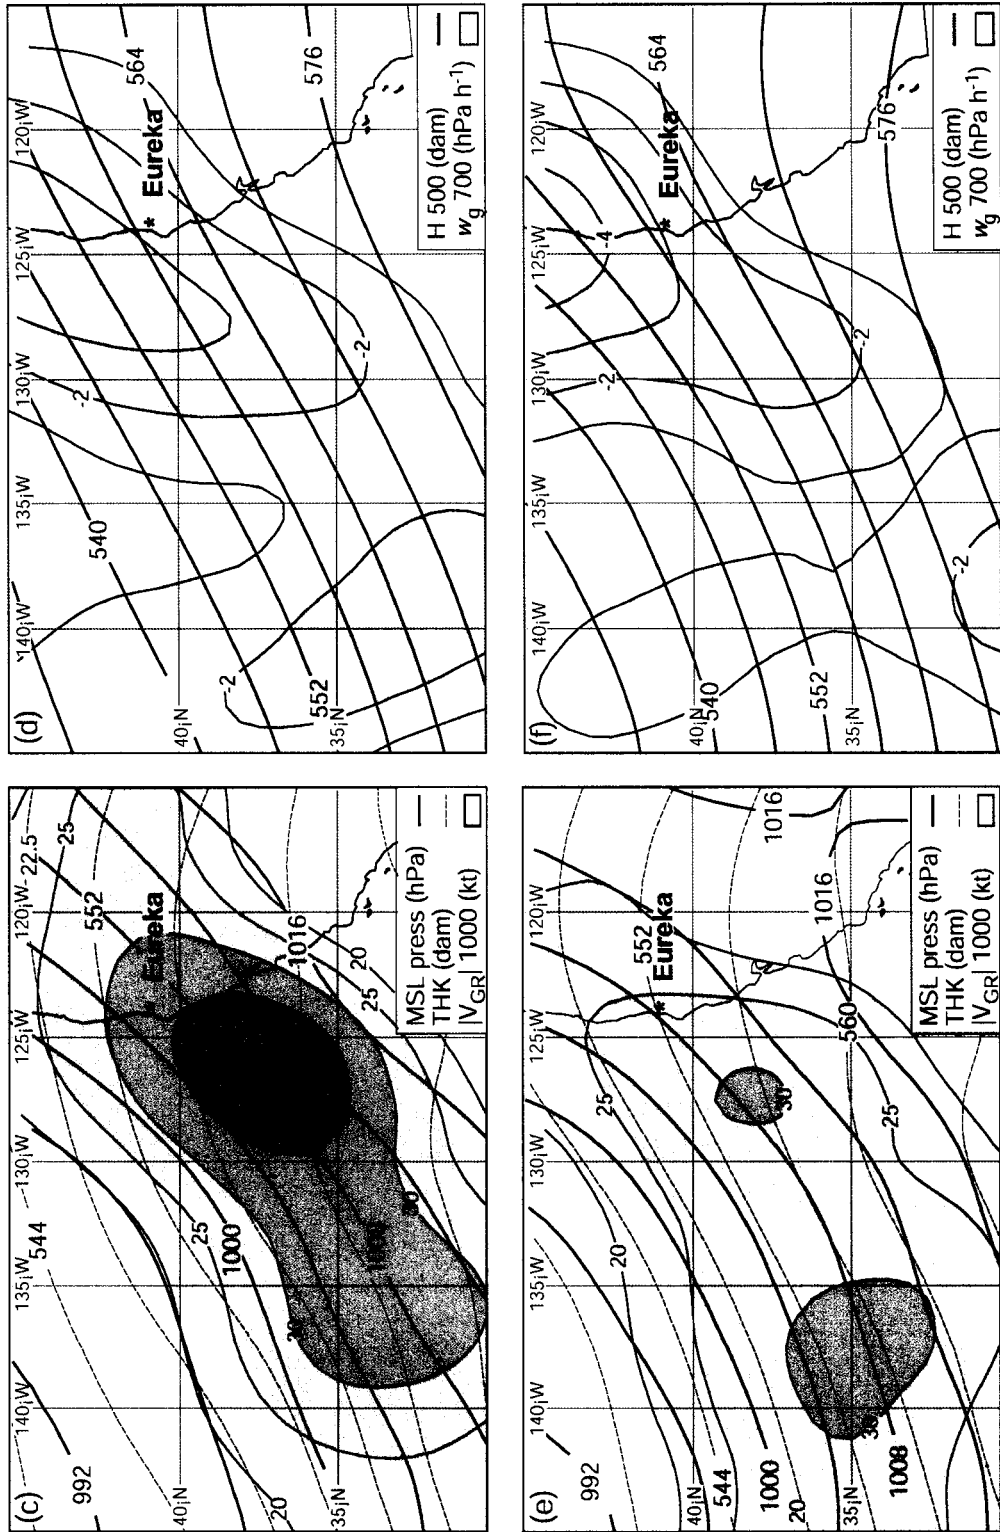 (c)
140¡W 135¡W 130¡W 125¡W 120¡W
22.5
544
25
992
552
Eureka
40¡N
25
1000
20
30
1016
35¡N
20
25
30
MSL press (hPa)
THK (dam)
|V_GR| 1000 (kt)
(d)
140¡W 135¡W 130¡W 125¡W 120¡W
-2
540
564
Eureka
40¡N
-2
552
576
35¡N
-2
H 500 (dam)
w_g 700 (hPa h⁻¹)
(e)
140¡W 135¡W 130¡W 125¡W 120¡W
992
20
25
552
Eureka
40¡N
544
1000
30
20
1016
1016
35¡N
560
30
1008
25
MSL press (hPa)
THK (dam)
|V_GR| 1000 (kt)
(f)
140¡W 135¡W 130¡W 125¡W 120¡W
-4
-2
564
Eureka
40¡N
540
552
-2
35¡N
576
-2
H 500 (dam)
w_g 700 (hPa h⁻¹)